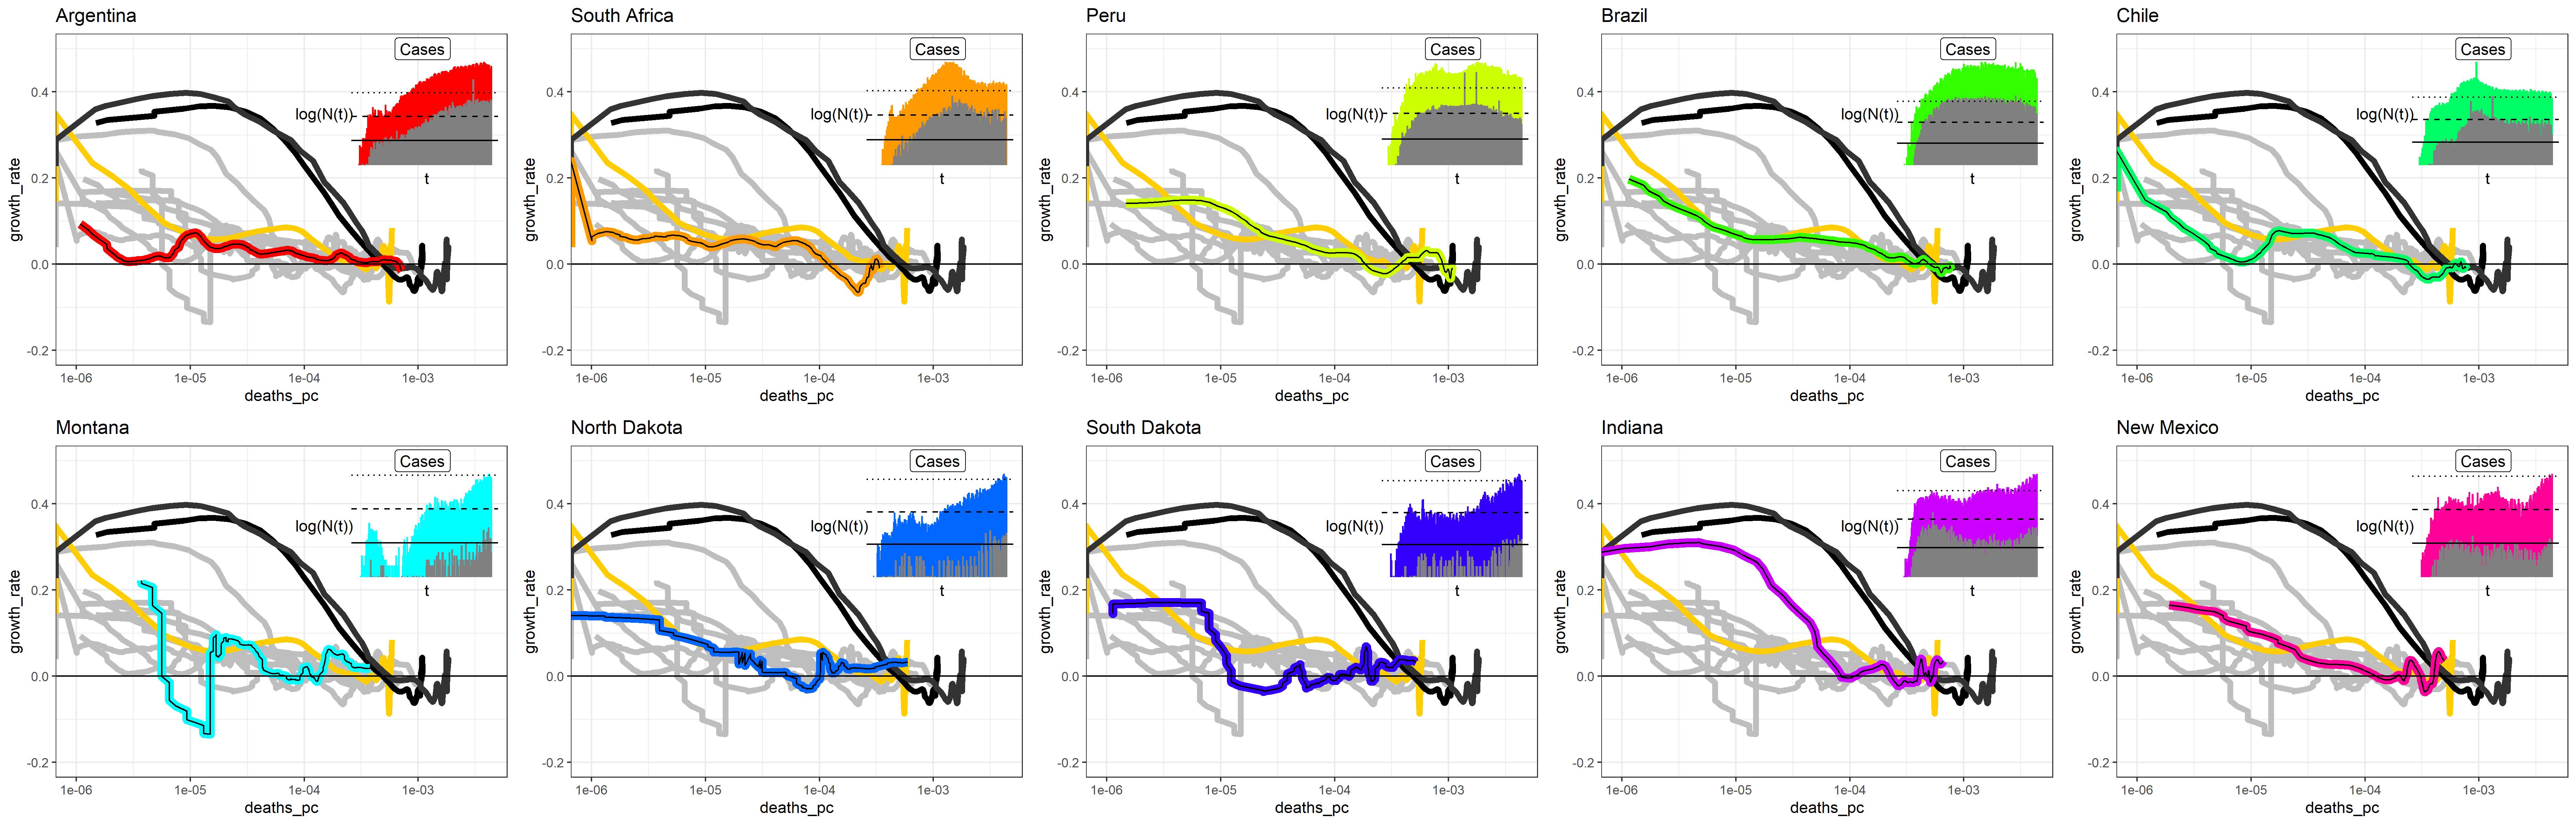 Argentina
South Africa
Peru
Brazil
Chile
Cases
Cases
Cases
Cases
Cases
log(N(t))
log(N(t))
log(N(t))
log(N(t))
log(N(t))
t
t
t
t
t
growth_rate
growth_rate
growth_rate
growth_rate
growth_rate
0.4
0.2
0.0
-0.2
0.4
0.2
0.0
-0.2
0.4
0.2
0.0
-0.2
0.4
0.2
0.0
-0.2
0.4
0.2
0.0
-0.2
1e-06 1e-05 1e-04 1e-03
1e-06 1e-05 1e-04 1e-03
1e-06 1e-05 1e-04 1e-03
1e-06 1e-05 1e-04 1e-03
1e-06 1e-05 1e-04 1e-03
deaths_pc
deaths_pc
deaths_pc
deaths_pc
deaths_pc
Montana
North Dakota
South Dakota
Indiana
New Mexico
Cases
Cases
Cases
Cases
Cases
log(N(t))
log(N(t))
log(N(t))
log(N(t))
log(N(t))
t
t
t
t
t
growth_rate
growth_rate
growth_rate
growth_rate
growth_rate
0.4
0.2
0.0
-0.2
0.4
0.2
0.0
-0.2
0.4
0.2
0.0
-0.2
0.4
0.2
0.0
-0.2
0.4
0.2
0.0
-0.2
1e-06 1e-05 1e-04 1e-03
1e-06 1e-05 1e-04 1e-03
1e-06 1e-05 1e-04 1e-03
1e-06 1e-05 1e-04 1e-03
1e-06 1e-05 1e-04 1e-03
deaths_pc
deaths_pc
deaths_pc
deaths_pc
deaths_pc